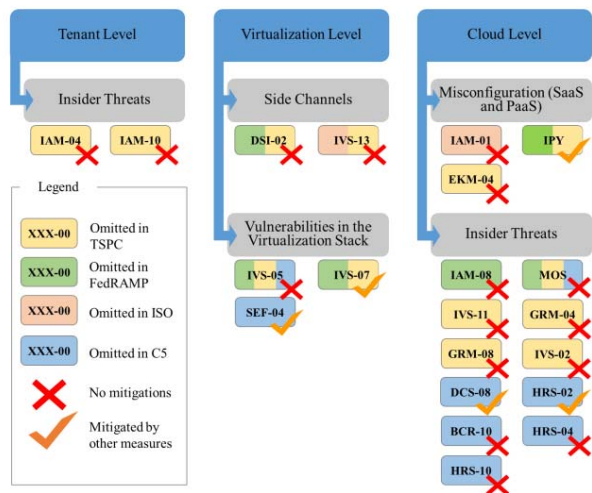 Tenant Level
Insider Threats
IAM-04 IAM-10
Legend
XXX-00 Omitted in
TSPC
XXX-00 Omitted in
FedRAMP
XXX-00 Omitted in ISO
XXX-00 Omitted in C5
No mitigations
Mitigated by
other measures
Virtualization Level
Side Channels
DSI-02 IVS-13
Vulnerabilities in the
Virtualization Stack
IVS-05 IVS-07
SEF-04
Cloud Level
Misconfiguration (SaaS
and PaaS)
IAM-01 IPY
EKM-04
Insider Threats
IAM-08 MOS
IVS-11 GRM-04
GRM-08 IVS-02
DCS-08 HRS-02
BCR-10 HRS-04
HRS-10